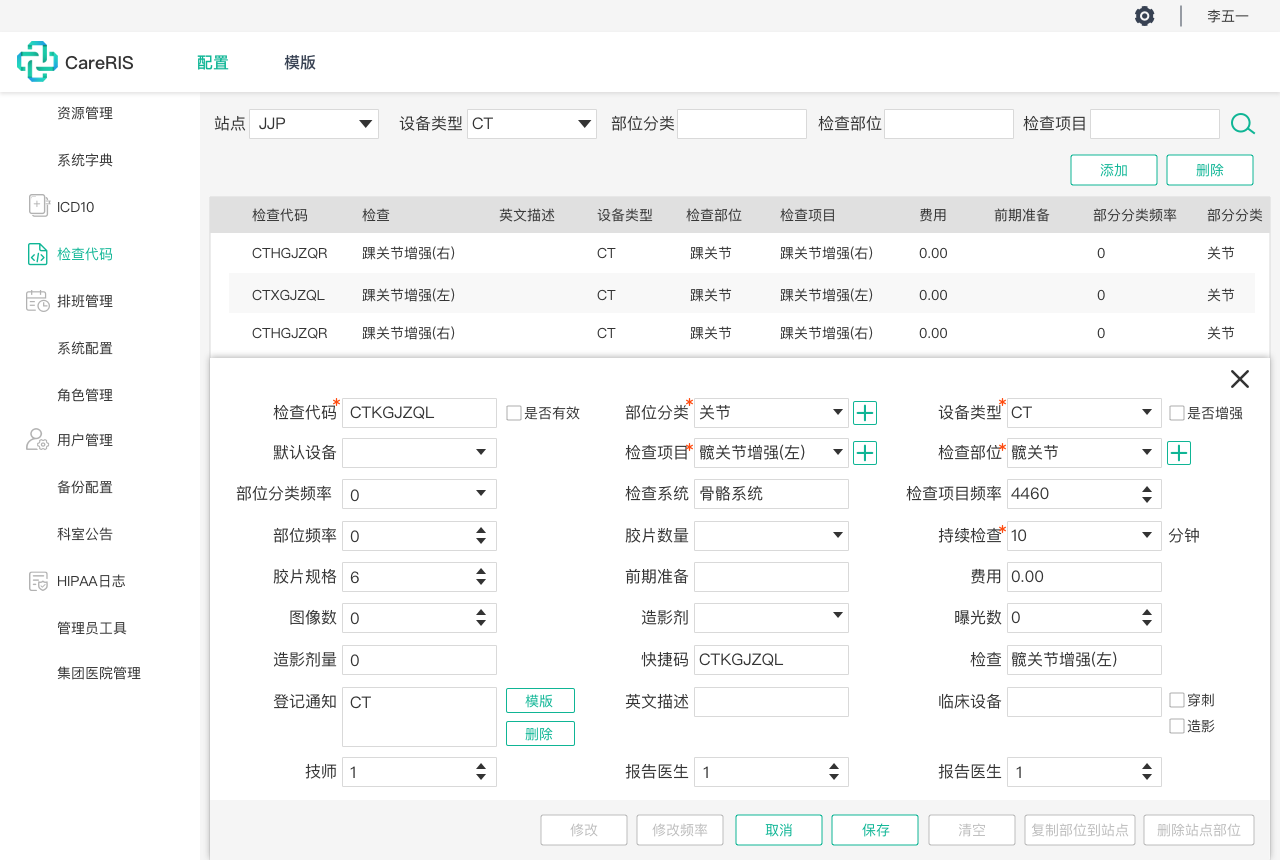 李五一
CareRIS 配置 模版
资源管理
系统字典
ICD10
检查代码
排班管理
系统配置
角色管理
用户管理
备份配置
科室公告
HIPAA日志
管理员工具
集团医院管理
站点 JJP 设备类型 CT 部位分类 检查部位 检查项目
添加 删除
检查代码 检查 英文描述 设备类型 检查部位 检查项目 费用 前期准备 部分分类频率 部分分类
CTHGJZQR 踝关节增强(右) CT 踝关节 踝关节增强(右) 0.00 0 关节
CTXGJZQL 踝关节增强(左) CT 踝关节 踝关节增强(左) 0.00 0 关节
CTHGJZQR 踝关节增强(右) CT 踝关节 踝关节增强(右) 0.00 0 关节
检查代码* CTKGJZQL 是否有效 部位分类* 关节 设备类型* CT 是否增强
默认设备 检查项目* 髋关节增强(左) 检查部位* 髋关节
部位分类频率 0 检查系统 骨骼系统 检查项目频率 4460
部位频率 0 胶片数量 持续检查* 10 分钟
胶片规格 6 前期准备 费用 0.00
图像数 0 造影剂 曝光数 0
造影剂量 0 快捷码 CTKGJZQL 检查 髋关节增强(左)
登记通知 CT 模版 英文描述 临床设备 穿刺
删除 造影
技师 1 报告医生 1 报告医生 1
修改 修改频率 取消 保存 清空 复制部位到站点 删除站点部位